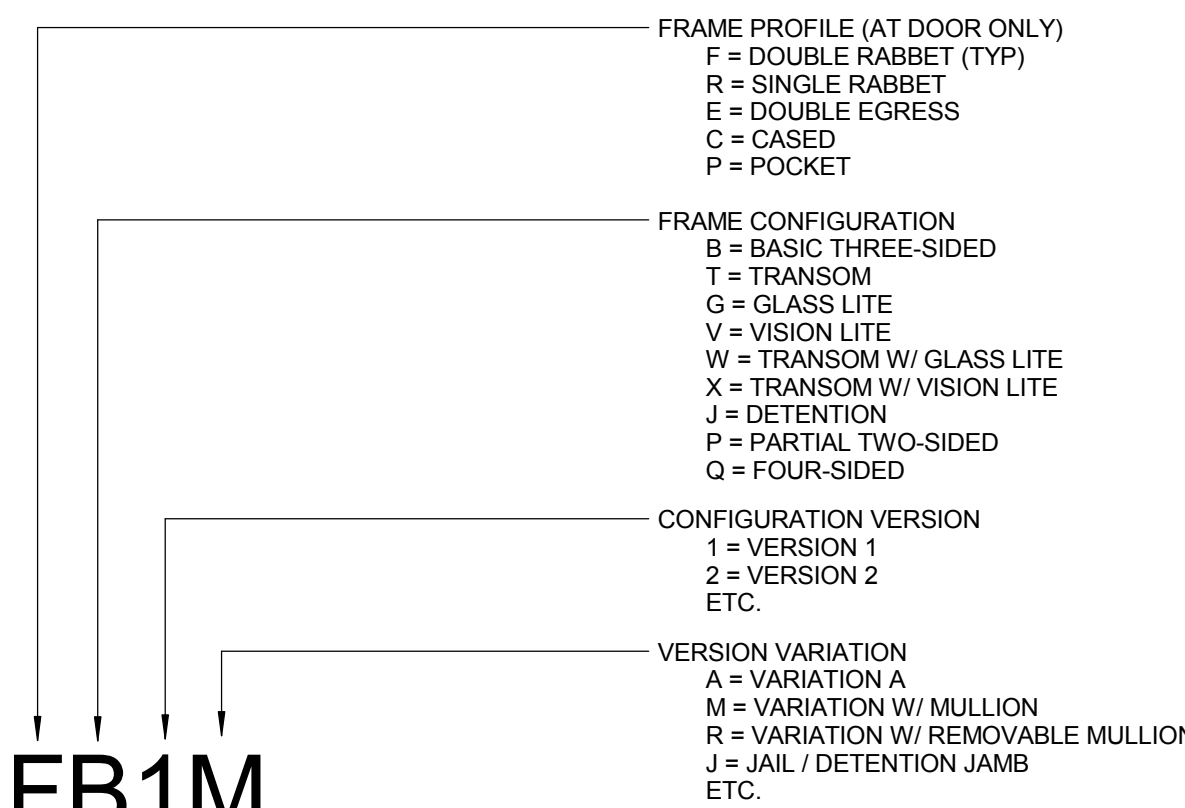 FRAME PROFILE (AT DOOR ONLY)
F = DOUBLE RABBET (TYP)
R = SINGLE RABBET
E = DOUBLE EGRESS
C = CASED
P = POCKET
FRAME CONFIGURATION
B = BASIC THREE-SIDED
T = TRANSOM
G = GLASS LITE
V = VISION LITE
W = TRANSOM W/ GLASS LITE
X = TRANSOM W/ VISION LITE
J = DETENTION
P = PARTIAL TWO-SIDED
Q = FOUR-SIDED
CONFIGURATION VERSION
1 = VERSION 1
2 = VERSION 2
ETC.
VERSION VARIATION
A = VARIATION A
M = VARIATION W/ MULLION
R = VARIATION W/ REMOVABLE MULLION
J = JAIL / DETENTION JAMB
ETC.
FB1M